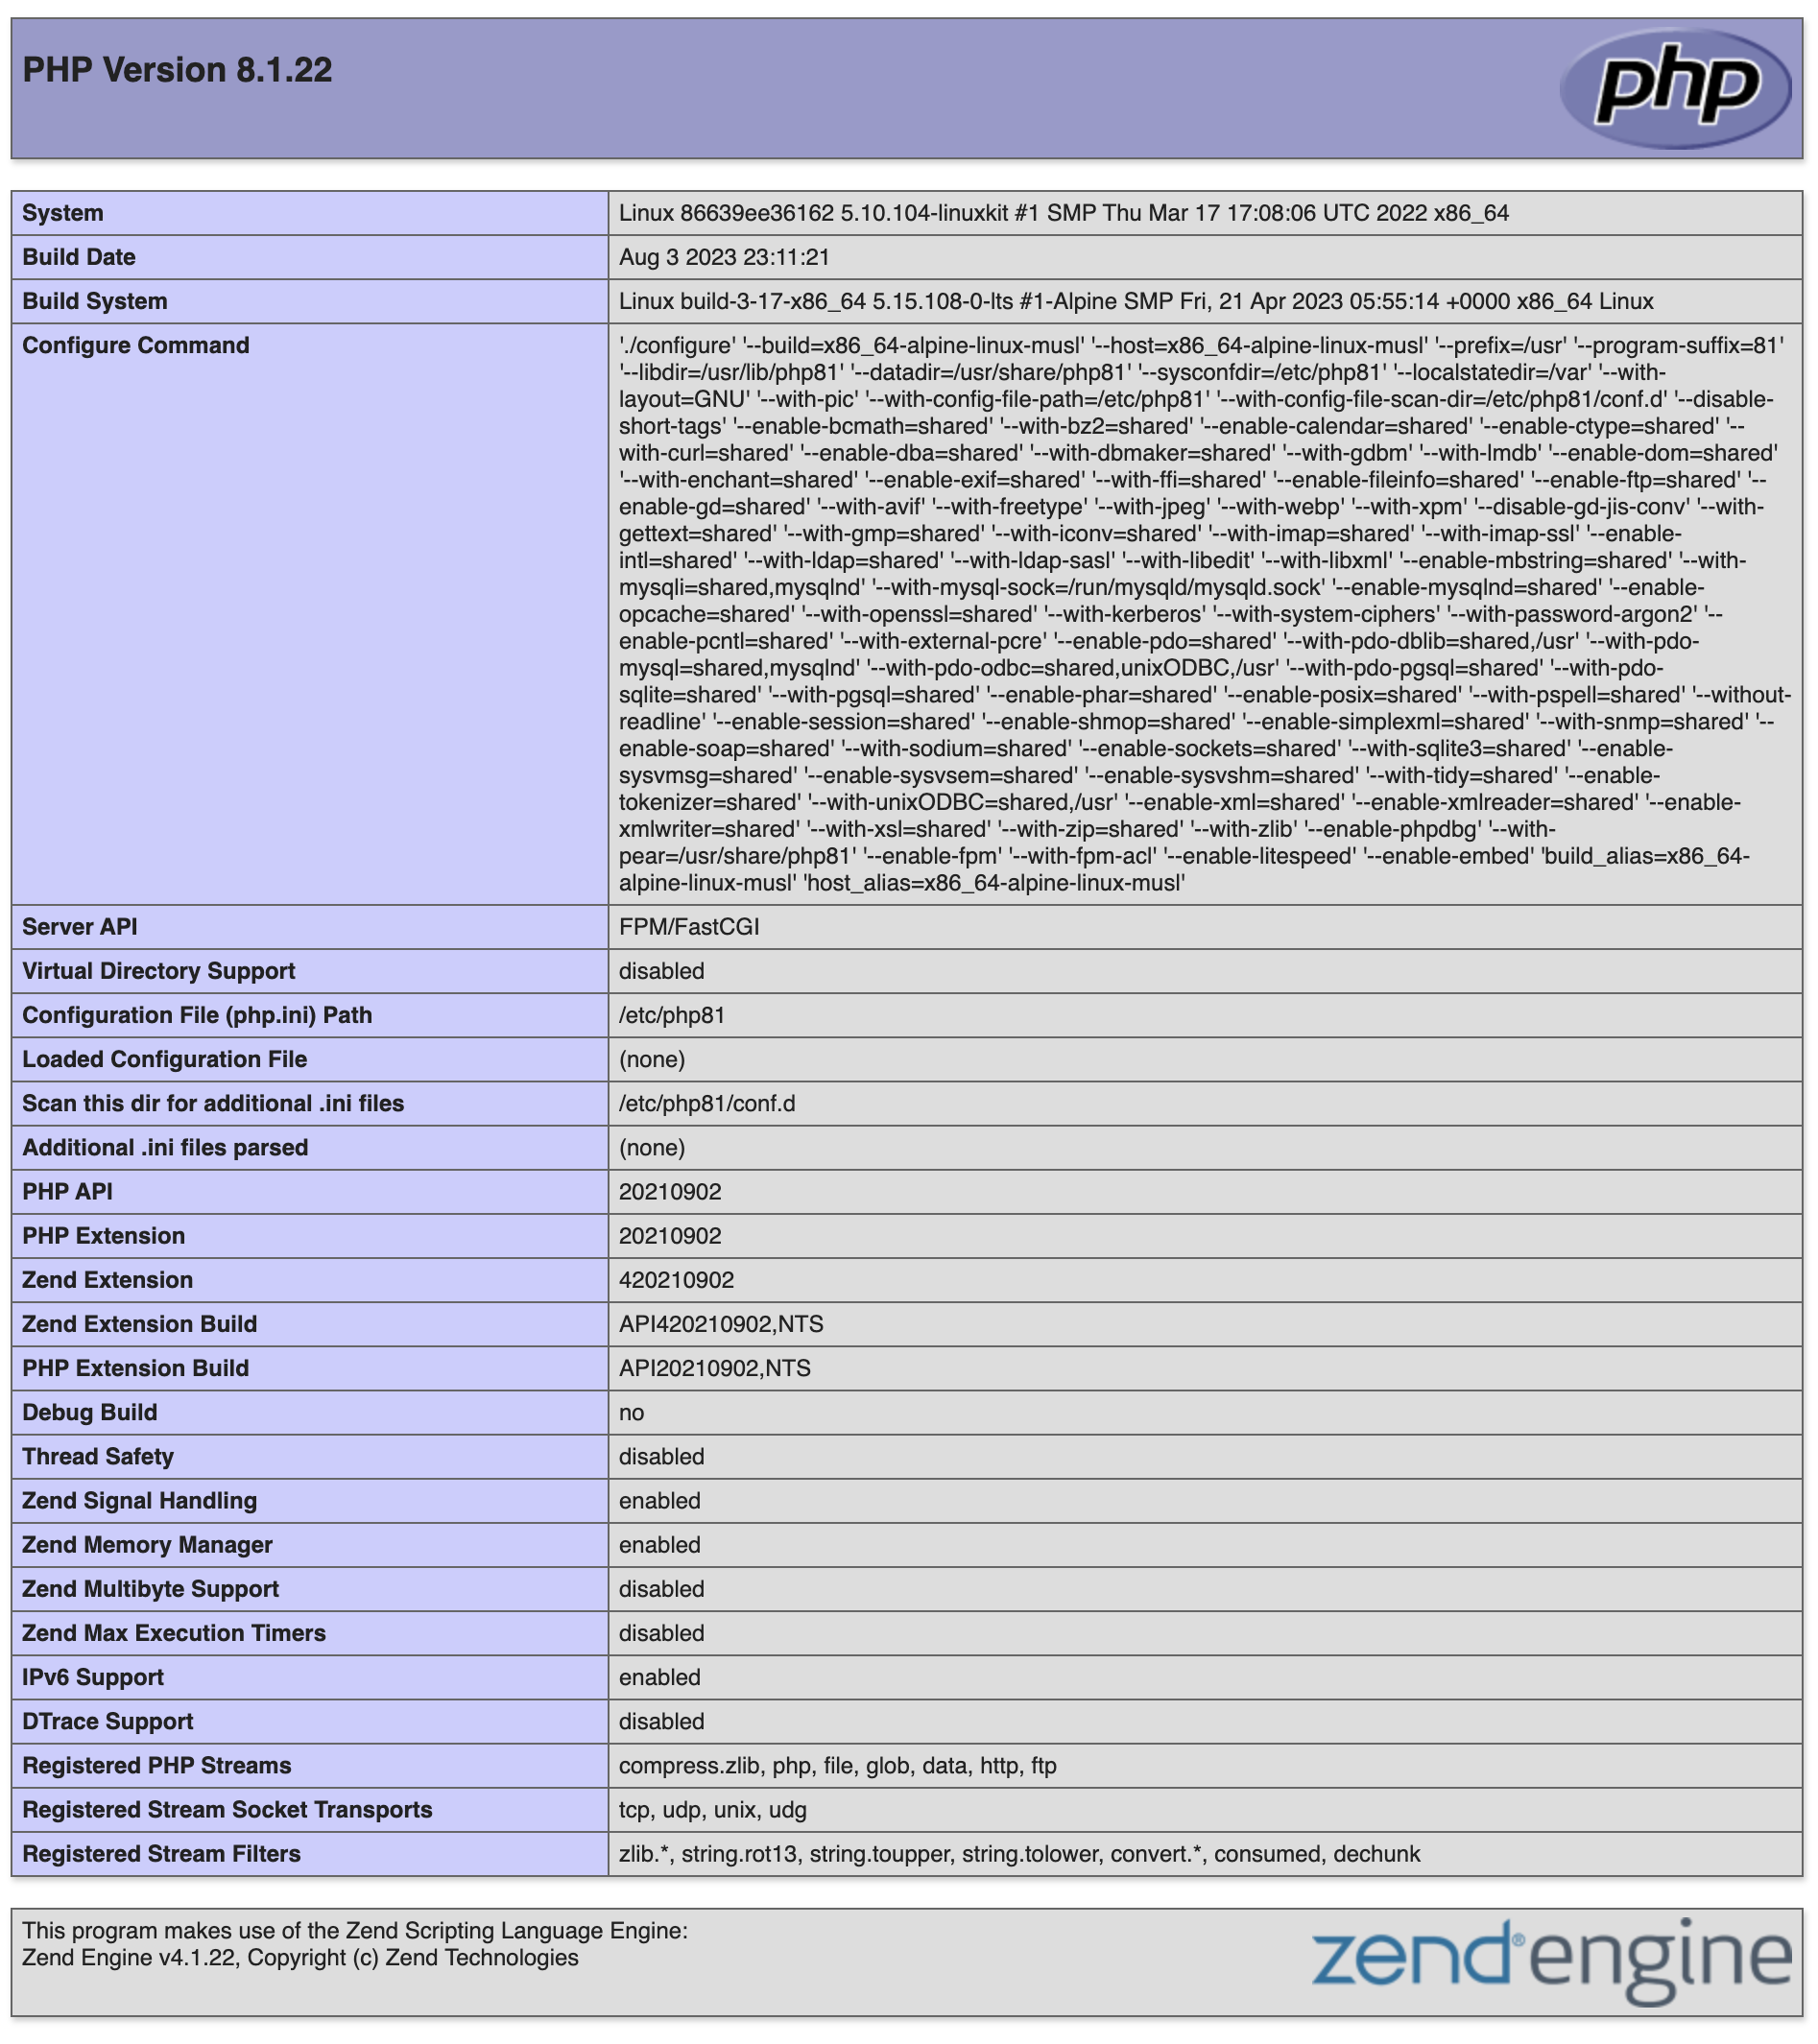 PHP Version 8.1.22
php
System
Linux 86639ee36162 5.10.104-linuxkit #1 SMP Thu Mar 17 17:08:06 UTC 2022 x86_64
Build Date
Aug 3 2023 23:11:21
Build System
Linux build-3-17-x86_64 5.15.108-0-lts #1-Alpine SMP Fri, 21 Apr 2023 05:55:14 +0000 x86_64 Linux
Configure Command
'./configure' '--build=x86_64-alpine-linux-musl' '--host=x86_64-alpine-linux-musl' '--prefix=/usr' '--program-suffix=81'
'--libdir=/usr/lib/php81' '--datadir=/usr/share/php81' '--sysconfdir=/etc/php81' '--localstatedir=/var' '--with-
layout=GNU' '--with-pic' '--with-config-file-path=/etc/php81' '--with-config-file-scan-dir=/etc/php81/conf.d' '--disable-
short-tags' '--enable-bcmath=shared' '--with-bz2=shared' '--enable-calendar=shared' '--enable-ctype=shared' '--
with-curl=shared' '--enable-dba=shared' '--with-dbmaker=shared' '--with-gdbm' '--with-lmdb' '--enable-dom=shared'
'--with-enchant=shared' '--enable-exif=shared' '--with-ffi=shared' '--enable-fileinfo=shared' '--enable-ftp=shared' '--
enable-gd=shared' '--with-avif' '--with-freetype' '--with-jpeg' '--with-webp' '--with-xpm' '--disable-gd-jis-conv' '--with-
gettext=shared' '--with-gmp=shared' '--with-iconv=shared' '--with-imap=shared' '--with-imap-ssl' '--enable-
intl=shared' '--with-ldap=shared' '--with-ldap-sasl' '--with-libedit' '--with-libxml' '--enable-mbstring=shared' '--with-
mysqli=shared,mysqlnd' '--with-mysql-sock=/run/mysqld/mysqld.sock' '--enable-mysqlnd=shared' '--enable-
opcache=shared' '--with-openssl=shared' '--with-kerberos' '--with-system-ciphers' '--with-password-argon2' '--
enable-pcntl=shared' '--with-external-pcre' '--enable-pdo=shared' '--with-pdo-dblib=shared,/usr' '--with-pdo-
mysql=shared,mysqlnd' '--with-pdo-odbc=shared,unixODBC,/usr' '--with-pdo-pgsql=shared' '--with-pdo-
sqlite=shared' '--with-pgsql=shared' '--enable-phar=shared' '--enable-posix=shared' '--with-pspell=shared' '--without-
readline' '--enable-session=shared' '--enable-shmop=shared' '--enable-simplexml=shared' '--with-snmp=shared' '--
enable-soap=shared' '--with-sodium=shared' '--enable-sockets=shared' '--with-sqlite3=shared' '--enable-
sysvmsg=shared' '--enable-sysvsem=shared' '--enable-sysvshm=shared' '--with-tidy=shared' '--enable-
tokenizer=shared' '--with-unixODBC=shared,/usr' '--enable-xml=shared' '--enable-xmlreader=shared' '--enable-
xmlwriter=shared' '--with-xsl=shared' '--with-zip=shared' '--with-zlib' '--enable-phpdbg' '--with-
pear=/usr/share/php81' '--enable-fpm' '--with-fpm-acl' '--enable-litespeed' '--enable-embed' 'build_alias=x86_64-
alpine-linux-musl' 'host_alias=x86_64-alpine-linux-musl'
Server API
FPM/FastCGI
Virtual Directory Support
disabled
Configuration File (php.ini) Path
/etc/php81
Loaded Configuration File
(none)
Scan this dir for additional .ini files
/etc/php81/conf.d
Additional .ini files parsed
(none)
PHP API
20210902
PHP Extension
20210902
Zend Extension
420210902
Zend Extension Build
API420210902,NTS
PHP Extension Build
API20210902,NTS
Debug Build
no
Thread Safety
disabled
Zend Signal Handling
enabled
Zend Memory Manager
enabled
Zend Multibyte Support
disabled
Zend Max Execution Timers
disabled
IPv6 Support
enabled
DTrace Support
disabled
Registered PHP Streams
compress.zlib, php, file, glob, data, http, ftp
Registered Stream Socket Transports
tcp, udp, unix, udg
Registered Stream Filters
zlib.*, string.rot13, string.toupper, string.tolower, convert.*, consumed, dechunk
This program makes use of the Zend Scripting Language Engine:
Zend Engine v4.1.22, Copyright (c) Zend Technologies
zend® engine